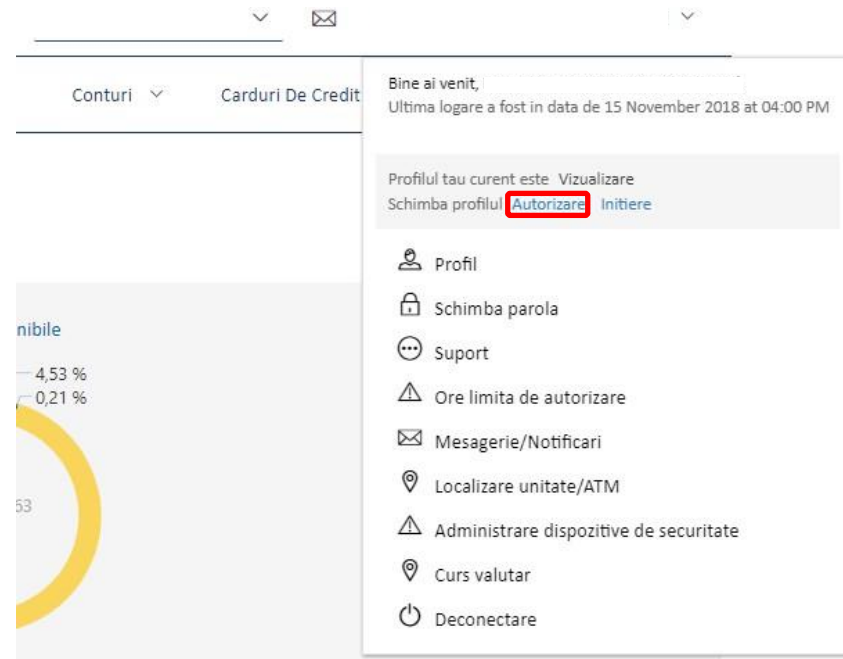 Conturi
Carduri De Credit
Bine ai venit,
Ultima logare a fost in data de 15 November 2018 at 04:00 PM
Profilul tau curent este Vizualizare
Schimba profilul Autorizare Initiere
Profil
Schimba parola
Suport
Ore limita de autorizare
Mesagerie/Notificari
Localizare unitate/ATM
Administrare dispozitive de securitate
Curs valutar
Deconectare
nibile
4,53 %
0,21 %
63